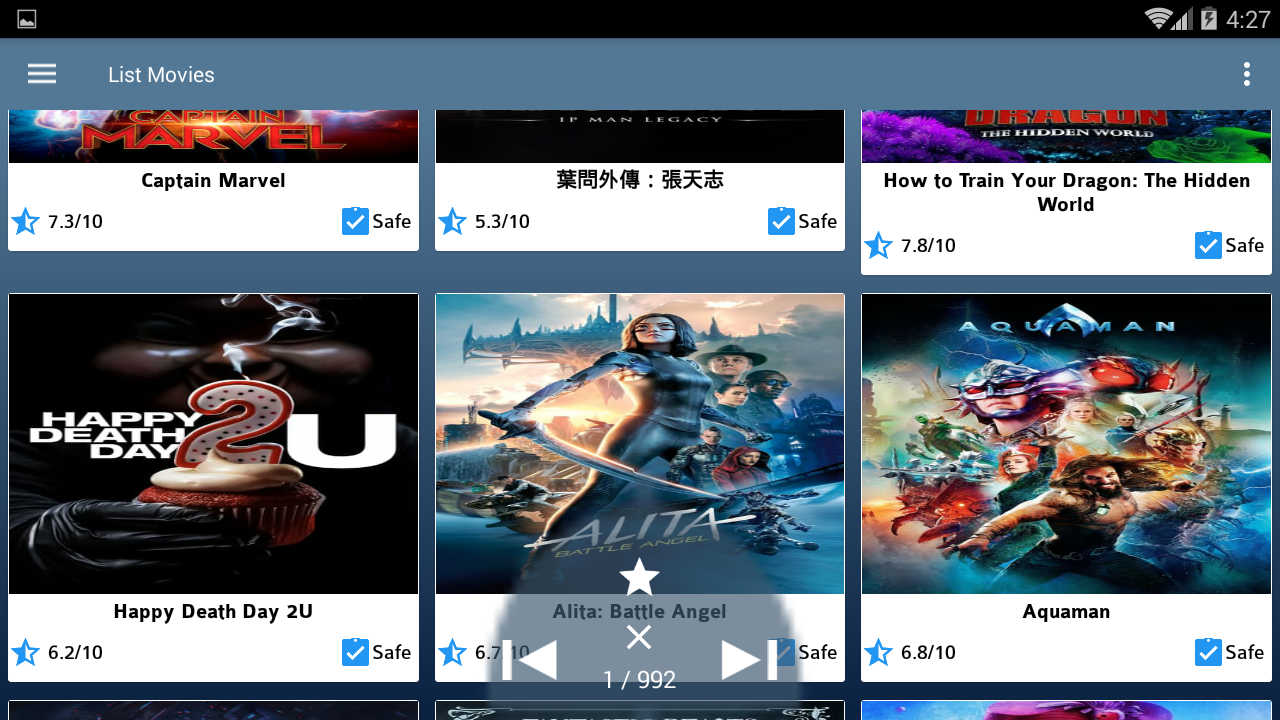 4:27
List Movies
CAPTAIN
MARVEL
IP MAN LEGACY
DRAGON
THE HIDDEN WORLD
Captain Marvel
葉問外傳：張天志
How to Train Your Dragon: The Hidden
World
7.3/10
Safe
5.3/10
Safe
7.8/10
Safe
HAPPY
DEATH
DAY
2U
ALITA
BATTLE ANGEL
AQUAMAN
Happy Death Day 2U
Alita: Battle Angel
Aquaman
6.2/10
Safe
6.7/10
Safe
6.8/10
Safe
1 / 992